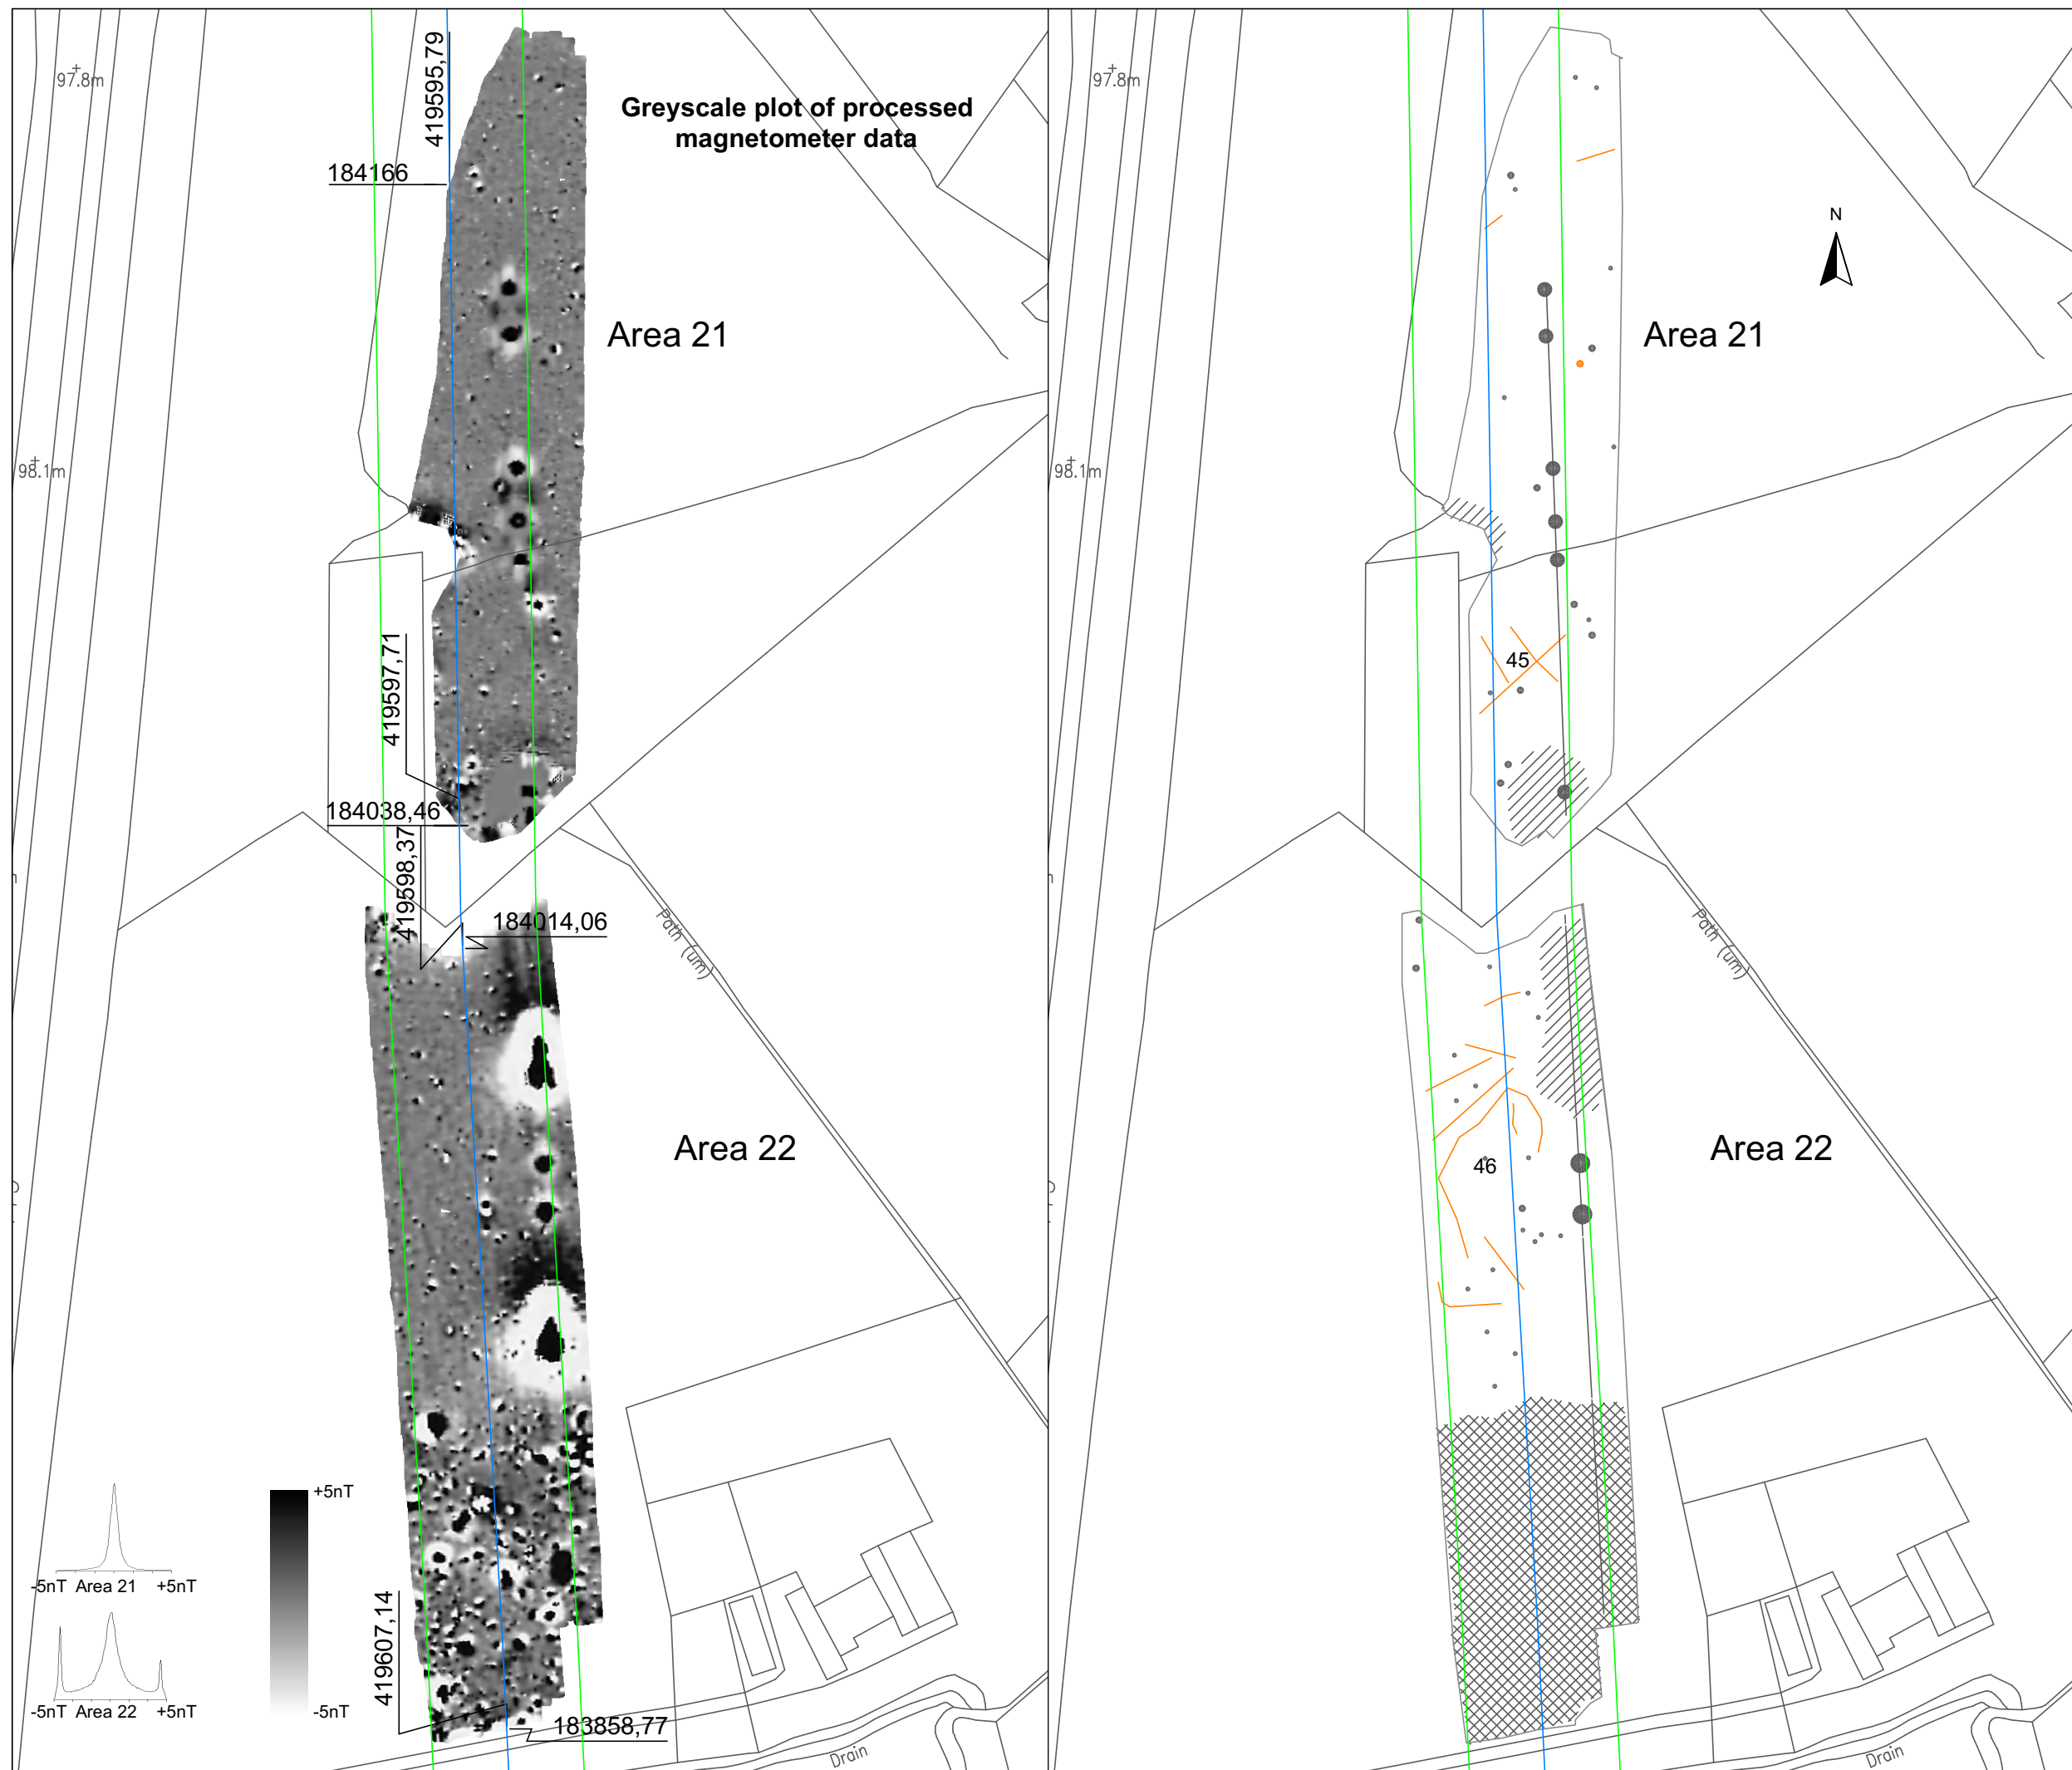 419595,79
97.8m
Greyscale plot of processed
magnetometer data
184166
Area 21
98.1m
419597,71
184038,46
419598,37
184014,06
Path (um)
Area 22
+5nT
-5nT Area 21 +5nT
419607,14
-5nT Area 22 +5nT
-5nT
183858,77
Drain
97.8m
N
Area 21
98.1m
45
Path (um)
Area 22
46
Drain